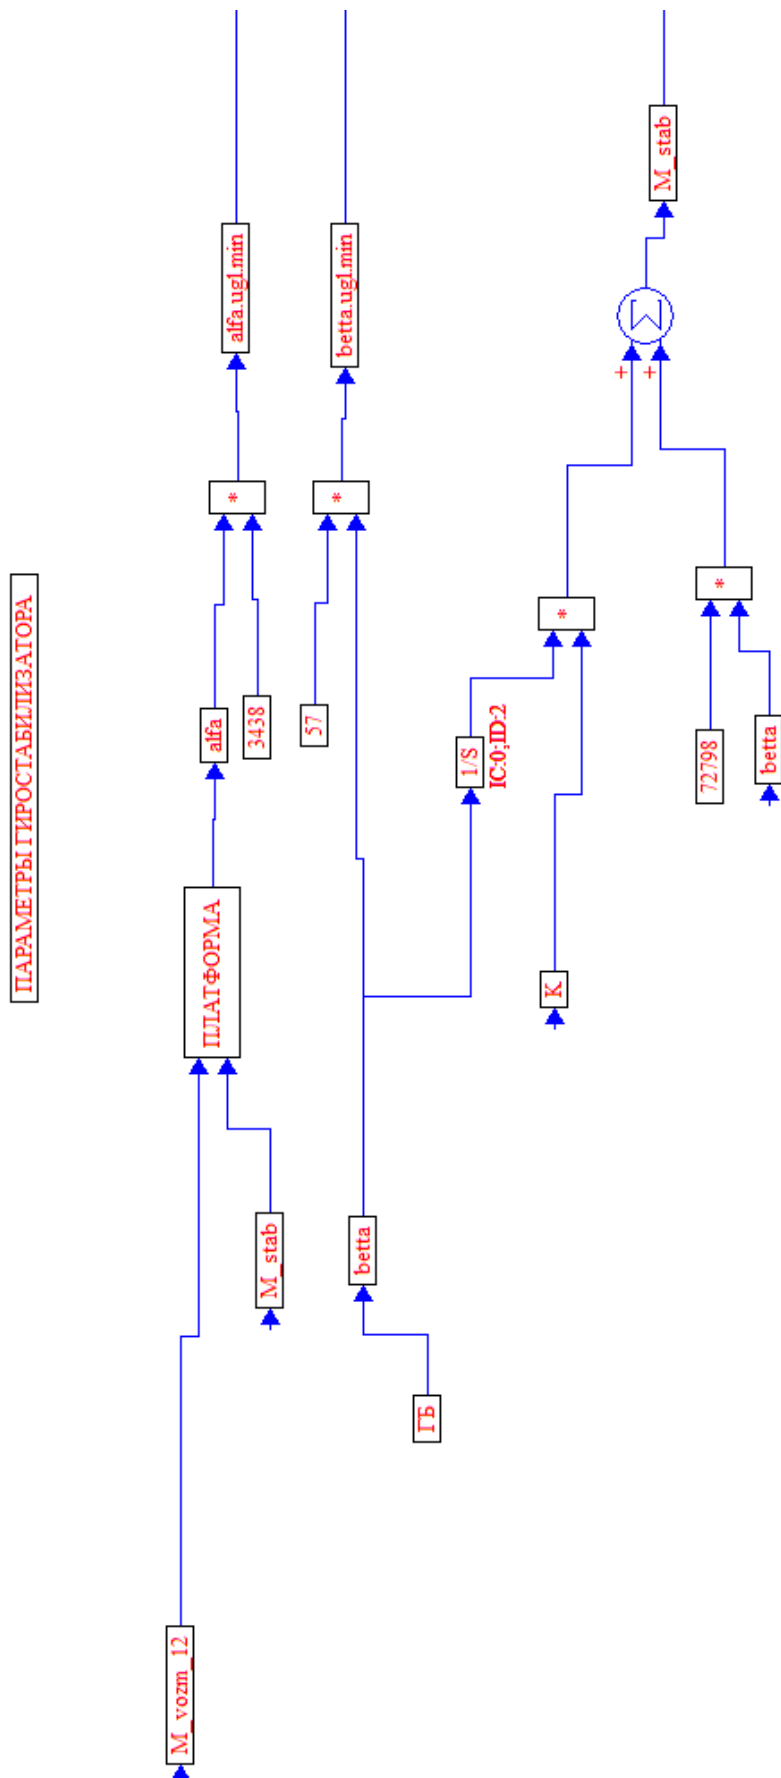 ПАРАМЕТРЫ ГИРОСТАБИЛИЗАТОРА
M_vozm_12
M_stab
ПЛАТФОРМА
alfa
3438
*
alfa.ugl.min
ГБ
betta
57
*
betta.ugl.min
1/S
IC:0;ID:2
K
*
72798
betta
*
+
+
Σ
M_stab